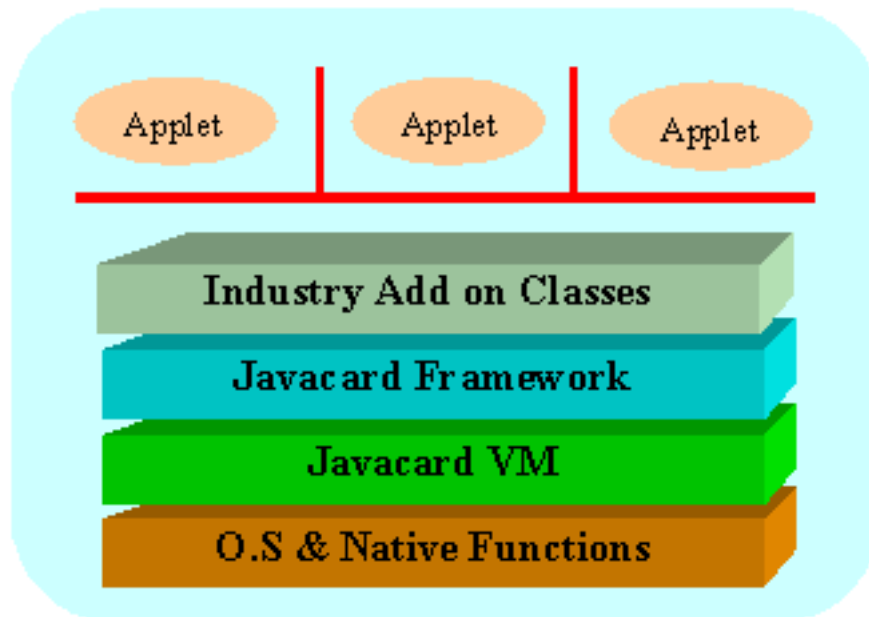 Applet
Applet
Applet
Industry Add on Classes
Javacard Framework
Javacard VM
O.S & Native Functions